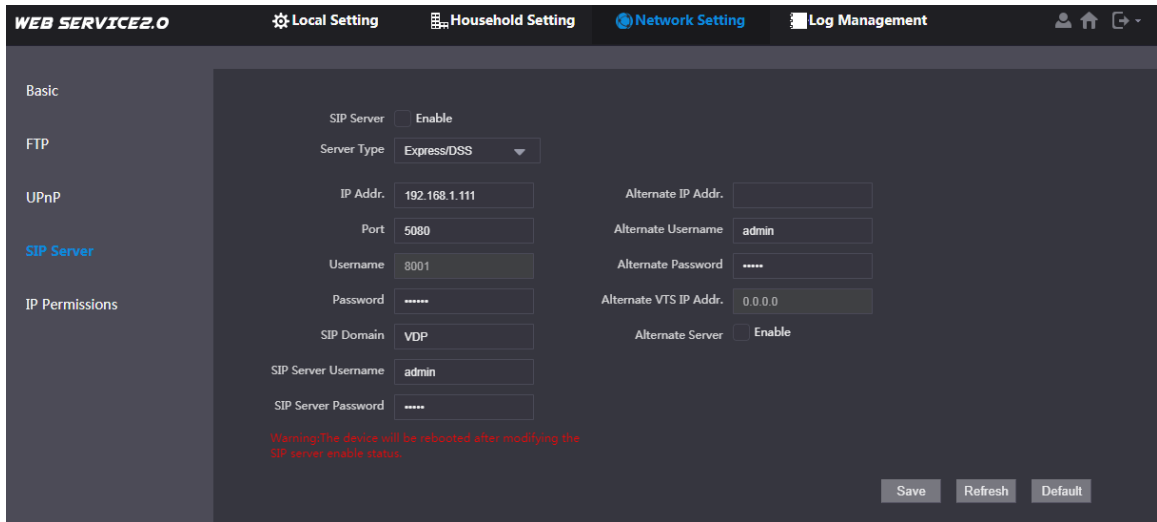 WEB SERVICE2.0
Local Setting
Household Setting
Network Setting
Log Management
Basic
FTP
UPnP
SIP Server
IP Permissions
SIP Server Enable
Server Type Express/DSS
IP Addr. 192.168.1.111
Port 5080
Username 8001
Password ••••••
SIP Domain VDP
SIP Server Username admin
SIP Server Password •••••
Warning:The device will be rebooted after modifying the
SIP server enable status.
Alternate IP Addr.
Alternate Username admin
Alternate Password •••••
Alternate VTS IP Addr. 0.0.0.0
Alternate Server Enable
Save Refresh Default